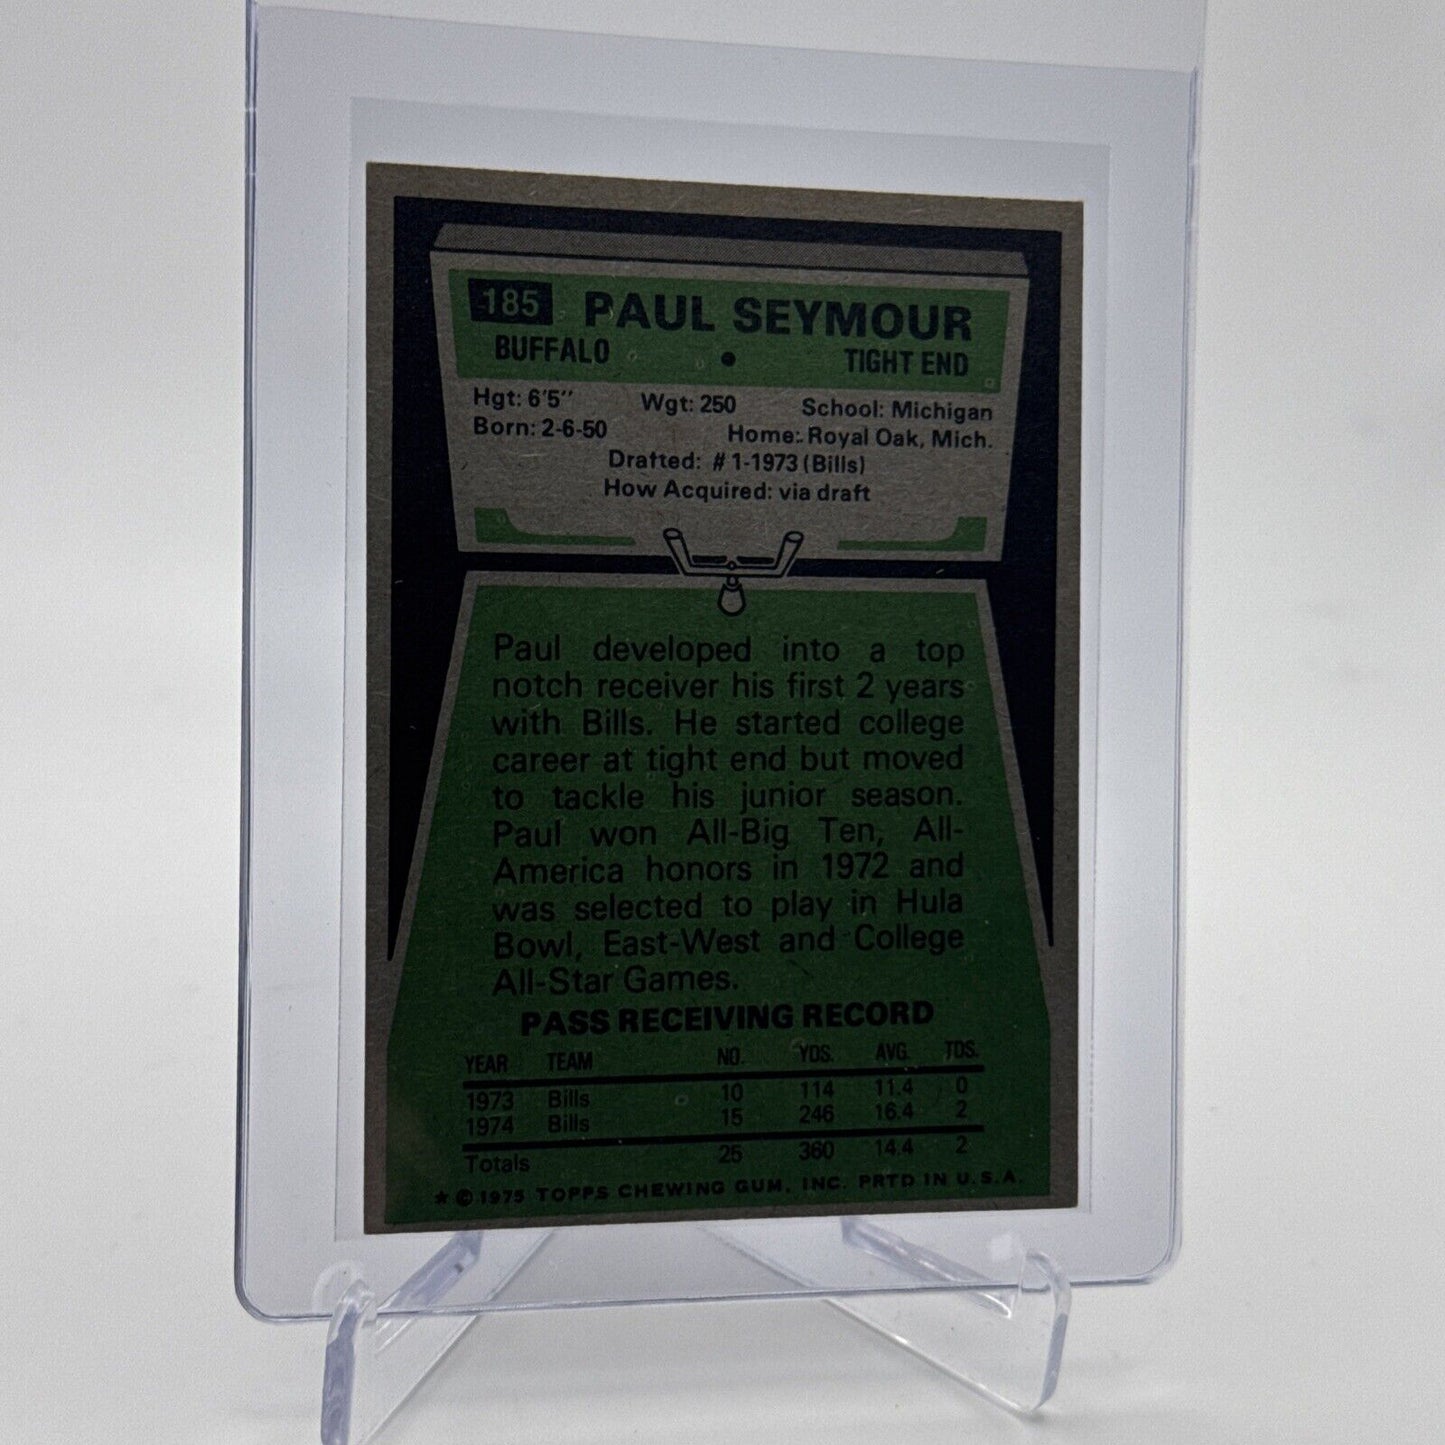 185 PAUL SEYMOUR
BUFFALO • TIGHT END
Hgt: 6'5" Wgt: 250 School: Michigan
Born: 2-6-50 Home: Royal Oak, Mich.
Drafted: #1-1973 (Bills)
How Acquired: via draft
Paul developed into a top
notch receiver his first 2 years
with Bills. He started college
career at tight end but moved
to tackle his junior season.
Paul won All-Big Ten, All-
America honors in 1972 and
was selected to play in Hula
Bowl, East-West and College
All-Star Games.
PASS RECEIVING RECORD
YEAR TEAM NO. YDS. AVG. TDS.
1973 Bills 10 114 11.4 0
1974 Bills 15 246 16.4 2
Totals 25 360 14.4 2
★ © 1975 TOPPS CHEWING GUM, INC. PRTD IN U.S.A.